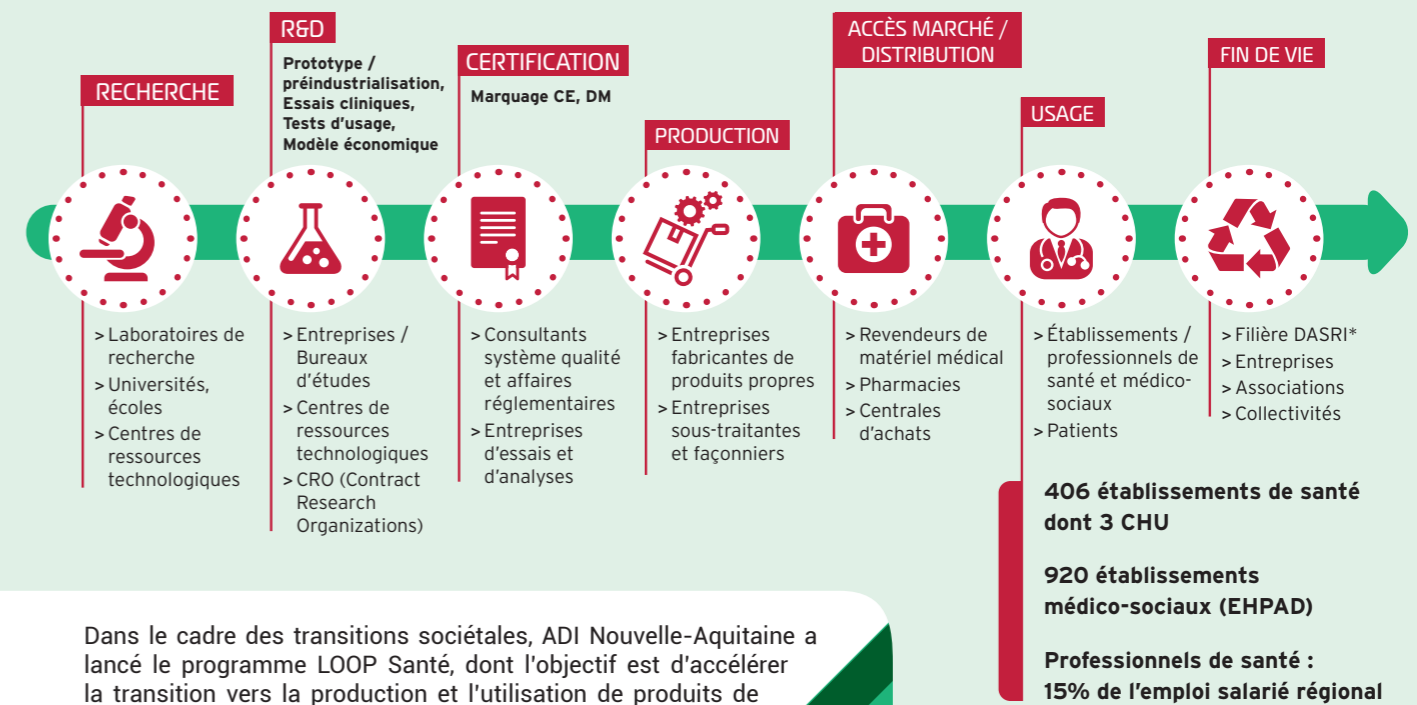 RECHERCHE
> Laboratoires de
recherche
> Universités,
écoles
> Centres de
ressources
technologiques
R&D
Prototype /
préindustrialisation,
Essais cliniques,
Tests d'usage,
Modèle économique
> Entreprises /
Bureaux
d'études
> Centres de
ressources
technologiques
> CRO (Contract
Research
Organizations)
CERTIFICATION
Marquage CE, DM
> Consultants
système qualité
et affaires
réglementaires
> Entreprises
d'essais et
d'analyses
PRODUCTION
> Entreprises
fabricantes de
produits propres
> Entreprises
sous-traitantes
et façonniers
ACCÈS MARCHÉ /
DISTRIBUTION
> Revendeurs de
matériel médical
> Pharmacies
> Centrales
d'achats
USAGE
> Établissements /
professionnels de
santé et médico-
sociaux
> Patients
406 établissements de santé
dont 3 CHU
920 établissements
médico-sociaux (EHPAD)
Professionnels de santé :
15% de l'emploi salarié régional
FIN DE VIE
> Filière DASRI*
> Entreprises
> Associations
> Collectivités
Dans le cadre des transitions sociétales, ADI Nouvelle-Aquitaine a
lancé le programme LOOP Santé, dont l'objectif est d'accélérer
la transition vers la production et l'utilisation de produits de